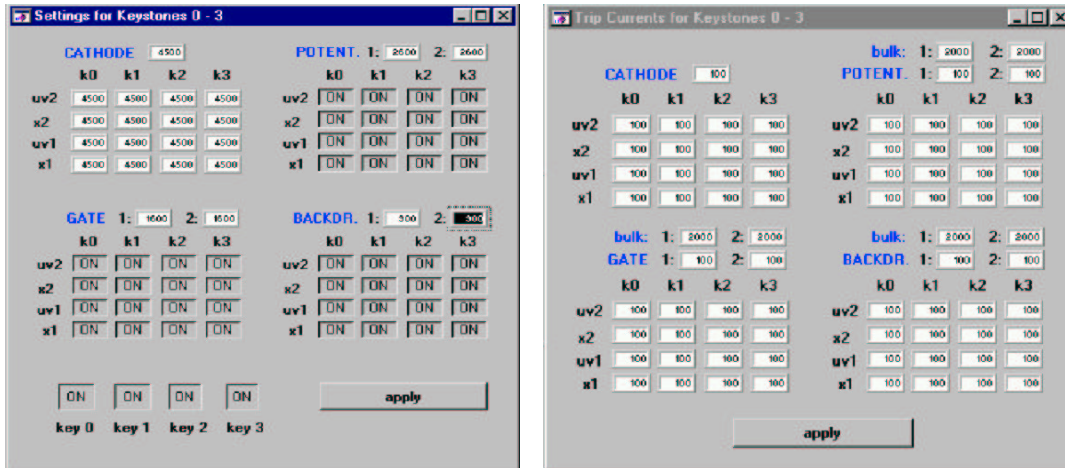 Settings for Keystones 0 - 3
CATHODE 4500
k0 k1 k2 k3
uv2 4500 4500 4500 4500
x2 4500 4500 4500 4500
uv1 4500 4500 4500 4500
x1 4500 4500 4500 4500
POTENT. 1: 2600 2: 2600
k0 k1 k2 k3
uv2 ON ON ON ON
x2 ON ON ON ON
uv1 ON ON ON ON
x1 ON ON ON ON
GATE 1: 1600 2: 1600
k0 k1 k2 k3
uv2 ON ON ON ON
x2 ON ON ON ON
uv1 ON ON ON ON
x1 ON ON ON ON
BACKDR. 1: 900 2: 900
k0 k1 k2 k3
uv2 ON ON ON ON
x2 ON ON ON ON
uv1 ON ON ON ON
x1 ON ON ON ON
ON ON ON ON
key 0 key 1 key 2 key 3
apply
Trip Currents for Keystones 0 - 3
CATHODE 100
k0 k1 k2 k3
uv2 100 100 100 100
x2 100 100 100 100
uv1 100 100 100 100
x1 100 100 100 100
bulk: 1: 2000 2: 2000
POTENT. 1: 100 2: 100
k0 k1 k2 k3
uv2 100 100 100 100
x2 100 100 100 100
uv1 100 100 100 100
x1 100 100 100 100
bulk: 1: 2000 2: 2000
GATE 1: 100 2: 100
k0 k1 k2 k3
uv2 100 100 100 100
x2 100 100 100 100
uv1 100 100 100 100
x1 100 100 100 100
bulk: 1: 2000 2: 2000
BACKDR. 1: 100 2: 100
k0 k1 k2 k3
uv2 100 100 100 100
x2 100 100 100 100
uv1 100 100 100 100
x1 100 100 100 100
apply